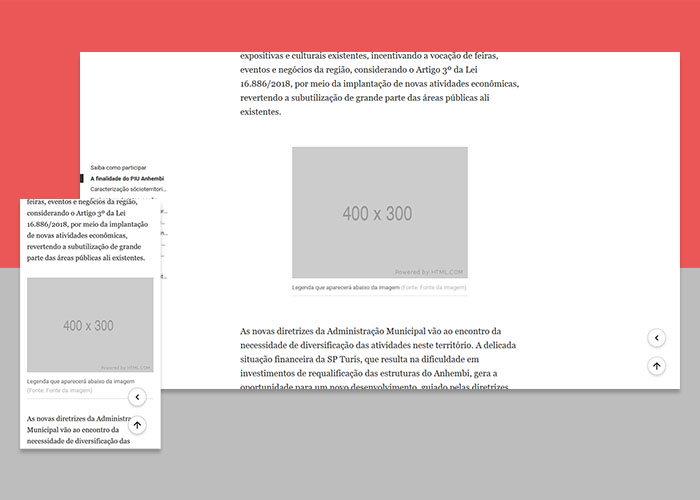 expositivas e culturais existentes, incentivando a vocação de feiras,
eventos e negócios da região, considerando o Artigo 3º da Lei
16.886/2018, por meio da implantação de novas atividades econômicas,
revertendo a subutilização de grande parte das áreas públicas ali
existentes.
Saiba como participar
A finalidade do PIU Anhembi
Caracterização sócioterritori...
400 x 300
Powered by HTML.COM
Legenda que aparecerá abaixo da imagem (Fonte: Fonte da imagem)
As novas diretrizes da Administração Municipal vão ao encontro da
necessidade de diversificação das atividades neste território. A delicada
situação financeira da SP Turis, que resulta na dificuldade em
investimentos de requalificação das estruturas do Anhembi, gera a
oportunidade para um novo desenvolvimento, guiado pelas diretrizes
feiras, eventos e negócios da região,
considerando o Artigo 3º da Lei
16.886/2018, por meio da implantação
de novas atividades econômicas,
revertendo a subutilização de grande
parte das áreas públicas ali existentes.
400 x 300
Powered by HTML.COM
Legenda que aparecerá abaixo da imagem
(Fonte: Fonte da imagem)
As novas diretrizes da Administra
Municipal vão ao encontro da
necessidade de diversificação das